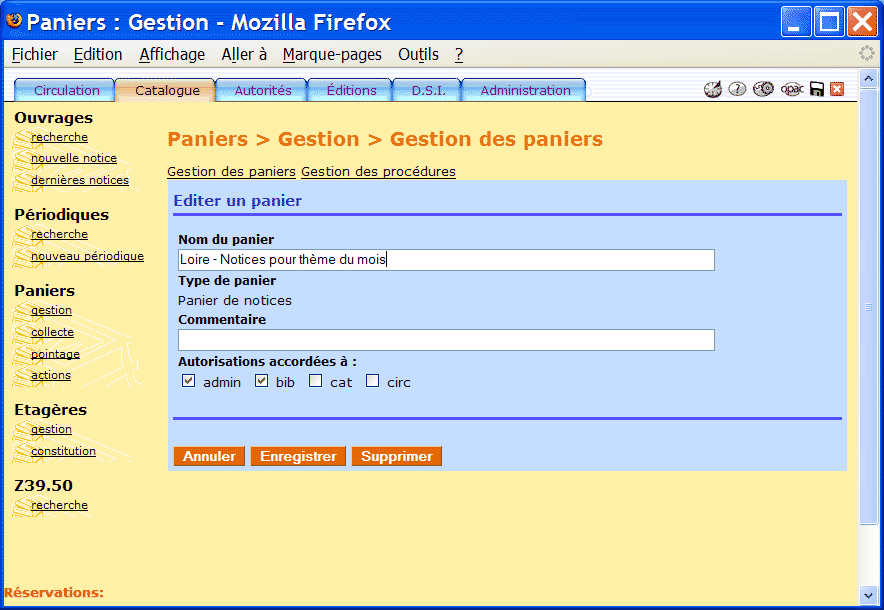 Paniers : Gestion - Mozilla Firefox
Fichier Edition Affichage Aller à Marque-pages Outils ?
Circulation Catalogue Autorités Éditions D.S.I. Administration ? opac
Ouvrages
recherche
nouvelle notice
dernières notices
Périodiques
recherche
nouveau périodique
Paniers
gestion
collecte
pointage
actions
Etagères
gestion
constitution
Z39.50
recherche
Réservations:
Paniers > Gestion > Gestion des paniers
Gestion des paniers Gestion des procédures
Editer un panier
Nom du panier
Loire - Notices pour thème du mois
Type de panier
Panier de notices
Commentaire
Autorisations accordées à :
admin bib cat circ
Annuler Enregistrer Supprimer